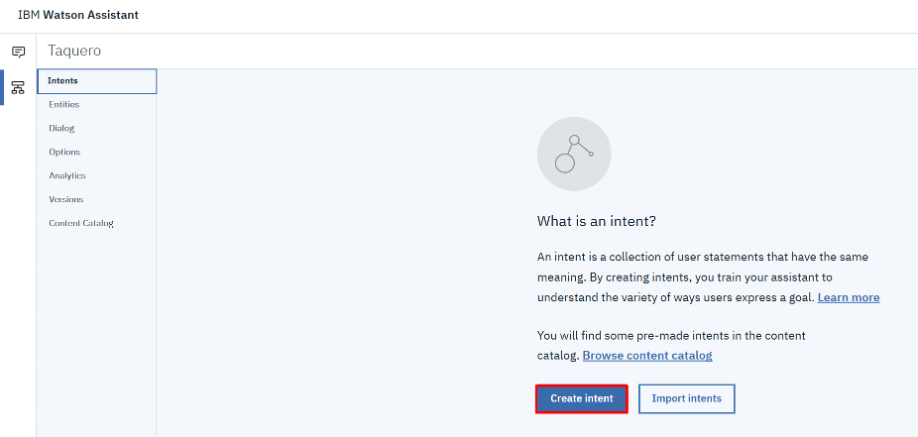 IBM Watson Assistant
Taquero
Intents
Entities
Dialog
Options
Analytics
Versions
Content Catalog
What is an intent?
An intent is a collection of user statements that have the same
meaning. By creating intents, you train your assistant to
understand the variety of ways users express a goal. Learn more
You will find some pre-made intents in the content
catalog. Browse content catalog
Create intent Import intents